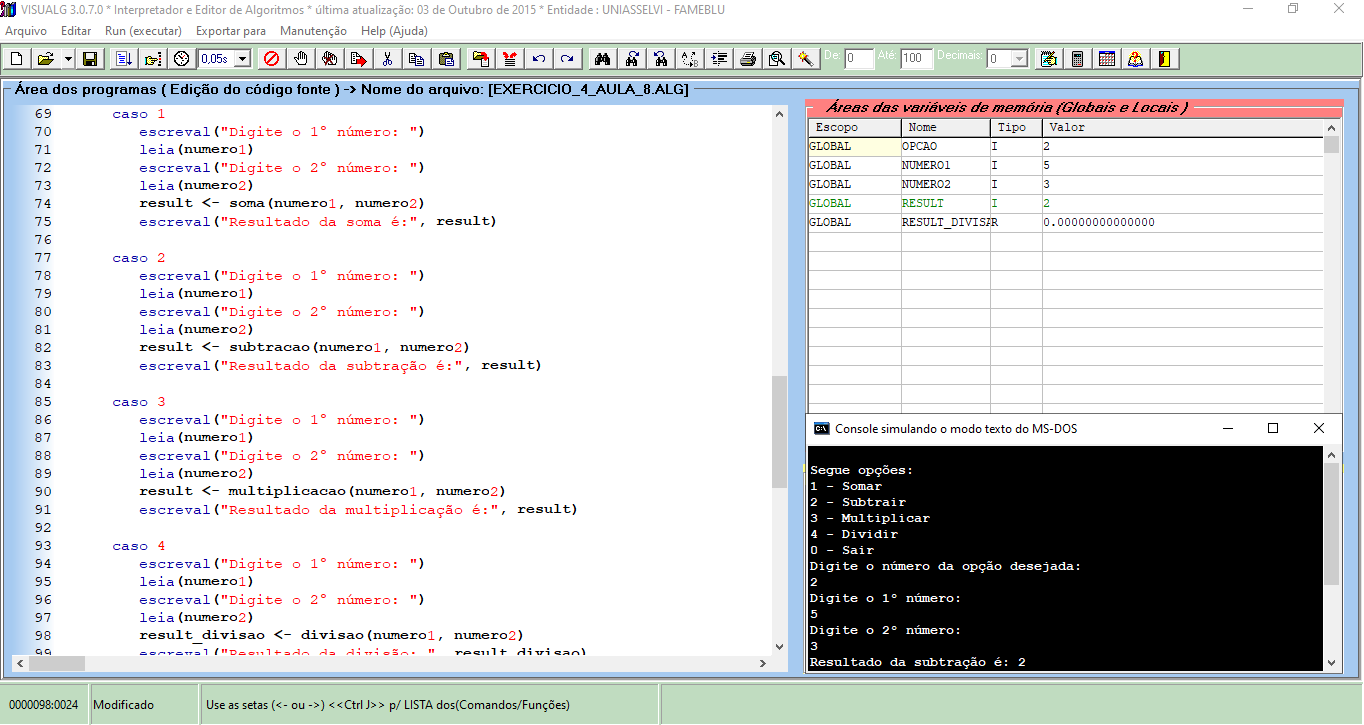 VISUALG 3.0.7.0 * Interpretador e Editor de Algoritmos * última atualização: 03 de Outubro de 2015 * Entidade : UNIASSELVI - FAMEBLU
Arquivo Editar Run (executar) Exportar para Manutenção Help (Ajuda)
0,05s De: 0 Até: 100 Decimais: 0
Área dos programas ( Edição do código fonte ) -> Nome do arquivo: [EXERCICIO_4_AULA_8.ALG]
69 caso 1
70 escreval("Digite o 1° número: ")
71 leia(numero1)
72 escreval("Digite o 2° número: ")
73 leia(numero2)
74 result <- soma(numero1, numero2)
75 escreval("Resultado da soma é:", result)
76
77 caso 2
78 escreval("Digite o 1° número: ")
79 leia(numero1)
80 escreval("Digite o 2° número: ")
81 leia(numero2)
82 result <- subtracao(numero1, numero2)
83 escreval("Resultado da subtração é:", result)
84
85 caso 3
86 escreval("Digite o 1° número: ")
87 leia(numero1)
88 escreval("Digite o 2° número: ")
89 leia(numero2)
90 result <- multiplicacao(numero1, numero2)
91 escreval("Resultado da multiplicação é:", result)
92
93 caso 4
94 escreval("Digite o 1° número: ")
95 leia(numero1)
96 escreval("Digite o 2° número: ")
97 leia(numero2)
98 result_divisao <- divisao(numero1, numero2)
99 escreval("Resultado da divisão: ", result_divisao)
Áreas das variáveis de memória (Globais e Locais )
Escopo Nome Tipo Valor
GLOBAL OPCAO I 2
GLOBAL NUMERO1 I 5
GLOBAL NUMERO2 I 3
GLOBAL RESULT I 2
GLOBAL RESULT_DIVISA R 0.00000000000000
Console simulando o modo texto do MS-DOS
Segue opções:
1 - Somar
2 - Subtrair
3 - Multiplicar
4 - Dividir
0 - Sair
Digite o número da opção desejada:
2
Digite o 1° número:
5
Digite o 2° número:
3
Resultado da subtração é: 2
0000098:0024 Modificado Use as setas (<- ou ->) <<Ctrl J>> p/ LISTA dos(Comandos/Funções)